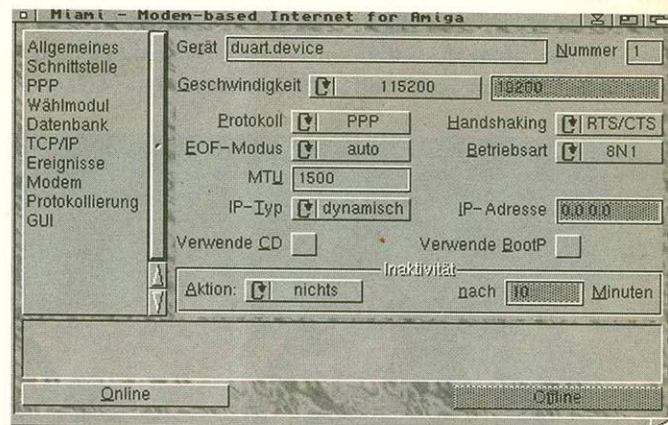 Miami - Modem-based Internet for Amiga
Allgemeines
Schnittstelle
PPP
Wählmodul
Datenbank
TCP/IP
Ereignisse
Modem
Protokollierung
GUI
Gerät duart.device Nummer 1
Geschwindigkeit 115200 19200
Protokoll PPP Handshaking RTS/CTS
EOF-Modus auto Betriebsart 8N1
MTU 1500
IP-Typ dynamisch IP-Adresse 0.0.0.0
Verwende CD Verwende BootP
Inaktivität
Aktion: nichts nach 10 Minuten
Online Offline